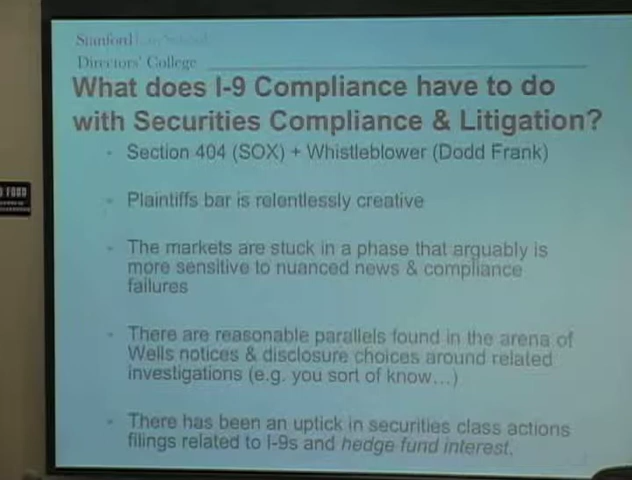 Stanford Law School
Directors' College
What does I-9 Compliance have to do
with Securities Compliance & Litigation?
- Section 404 (SOX) + Whistleblower (Dodd Frank)
- Plaintiffs bar is relentlessly creative
- The markets are stuck in a phase that arguably is
more sensitive to nuanced news & compliance
failures
- There are reasonable parallels found in the arena of
Wells notices & disclosure choices around related
investigations (e.g. you sort of know…)
- There has been an uptick in securities class actions
filings related to I-9s and hedge fund interest.
FOOD